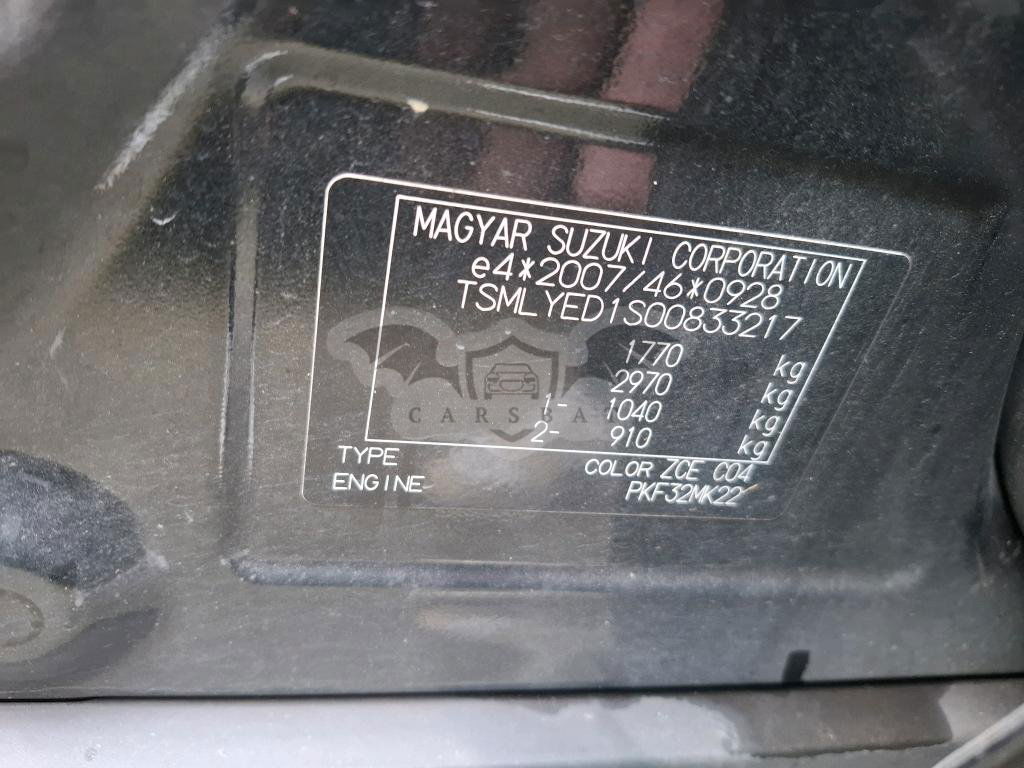 MAGYAR SUZUKI CORPORATION
e4*2007/46*0928
TSMLYED1S00833217
1770 kg
2970 kg
1- 1040 kg
2- 910 kg
CARSBAT
TYPE COLOR ZCE C04
ENGINE PKF32MK22